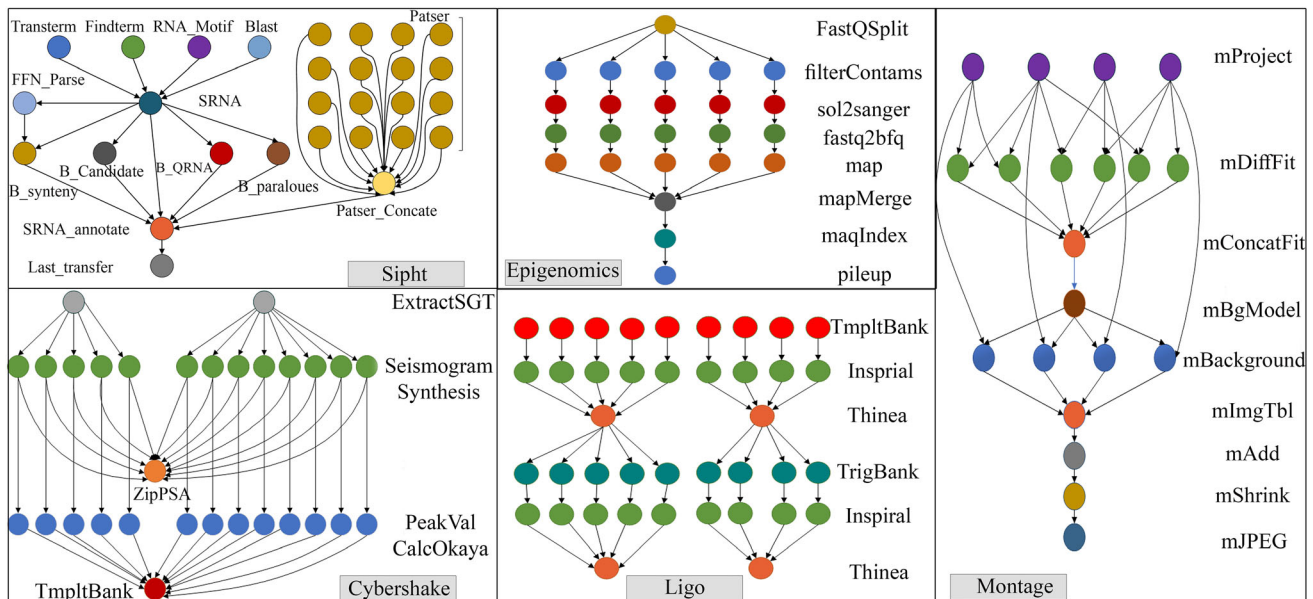 Transterm Findterm RNA_Motif Blast
Patser
FFN_Parse
SRNA
B_synteny
B_Candidate
B_QRNA
B_paraloues
Patser_Concate
SRNA_annotate
Last_transfer
Sipht
FastQSplit
filterContams
sol2sanger
fastq2bfq
map
mapMerge
maqIndex
pileup
Epigenomics
mProject
mDiffFit
mConcatFit
mBgModel
mBackground
mImgTbl
mAdd
mShrink
mJPEG
Montage
ExtractSGT
Seismogram
Synthesis
ZipPSA
PeakVal
CalcOkaya
TmpltBank
Cybershake
TmpltBank
Insprial
Thinea
TrigBank
Inspiral
Thinea
Ligo